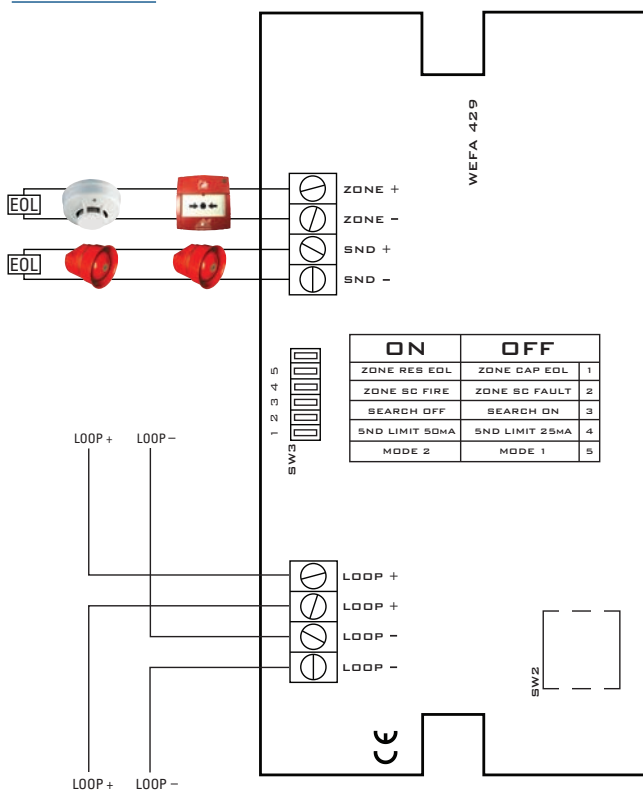 WEFA 429
ZONE +
EOL
ZONE -
SND +
EOL
SND -
ON OFF
ZONE RES EOL ZONE CAP EOL 1
ZONE SC FIRE ZONE SC FAULT 2
SEARCH OFF SEARCH ON 3
SND LIMIT 50mA SND LIMIT 25mA 4
MODE 2 MODE 1 5
1 2 3 4 5
SW3
LOOP + LOOP -
LOOP +
LOOP +
LOOP -
LOOP -
SW2
CE
LOOP + LOOP -